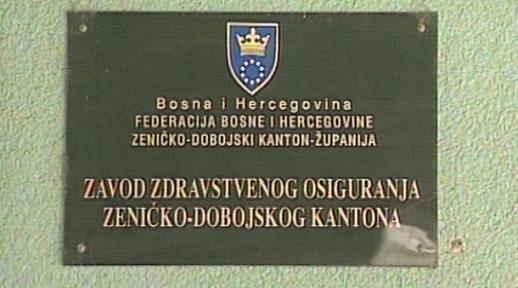 Bosna i Hercegovina
FEDERACIJA BOSNE I HERCEGOVINE
ZENIČKO-DOBOJSKI KANTON-ŽUPANIJA
ZAVOD ZDRAVSTVENOG OSIGURANJA
ZENIČKO-DOBOJSKOG KANTONA